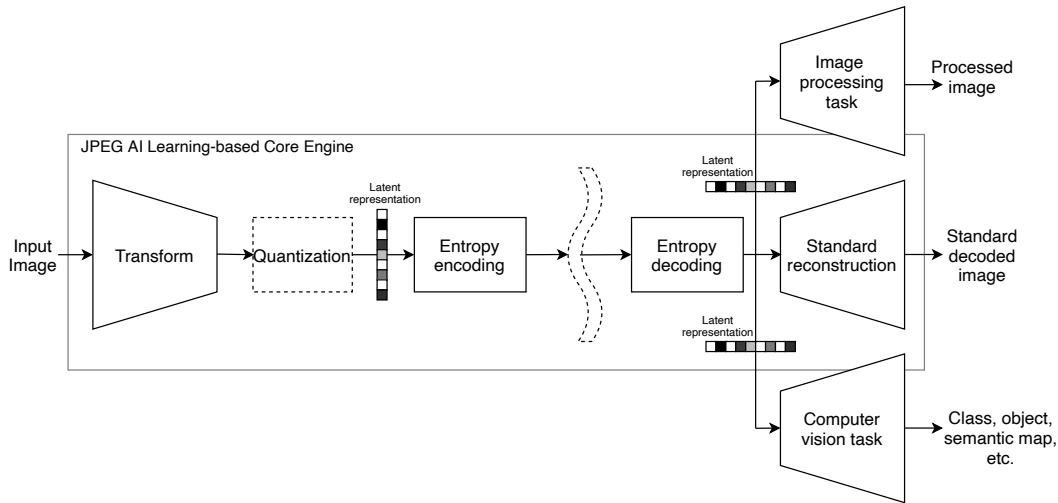 Image
processing
task
Processed
image
JPEG AI Learning-based Core Engine
Latent
representation
Latent
representation
Input
Image
Transform
Quantization
Entropy
encoding
Entropy
decoding
Standard
reconstruction
Standard
decoded
image
Latent
representation
Computer
vision task
Class, object,
semantic map,
etc.